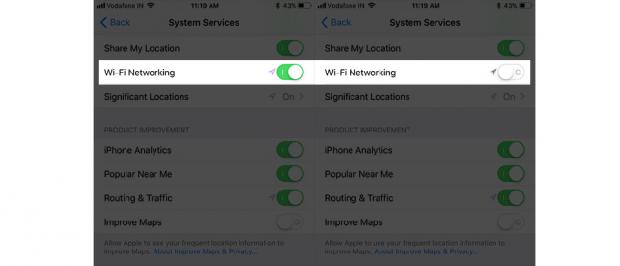 Vodafone IN 11:19 AM 43%
Back System Services
Share My Location
Wi-Fi Networking
Significant Locations On
PRODUCT IMPROVEMENT
iPhone Analytics
Popular Near Me
Routing & Traffic
Improve Maps
Allow Apple to use your frequent location information to
improve Maps. About Improve Maps & Privacy...
Vodafone IN 11:19 AM 43%
Back System Services
Share My Location
Wi-Fi Networking
Significant Locations On
PRODUCT IMPROVEMENT
iPhone Analytics
Popular Near Me
Routing & Traffic
Improve Maps
Allow Apple to use your frequent location information to
improve Maps. About Improve Maps & Privacy...